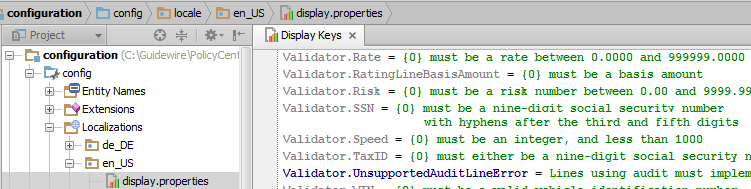 configuration config locale en_US display.properties
Project
Display Keys
configuration (C:\Guidewire\PolicyCent
config
Entity Names
Extensions
Localizations
de_DE
en_US
display.properties
Validator.Rate = {0} must be a rate between 0.0000 and 999999.0000
Validator.RatingLineBasisAmount = {0} must be a basis amount
Validator.Risk = {0} must be a risk number between 0.00 and 9999.99
Validator.SSN = {0} must be a nine-digit social security number
with hyphens after the third and fifth digits
Validator.Speed = {0} must be an integer, and less than 1000
Validator.TaxID = {0} must either be a nine-digit social security n
Validator.UnsupportedAuditLineError = Lines using audit must implem